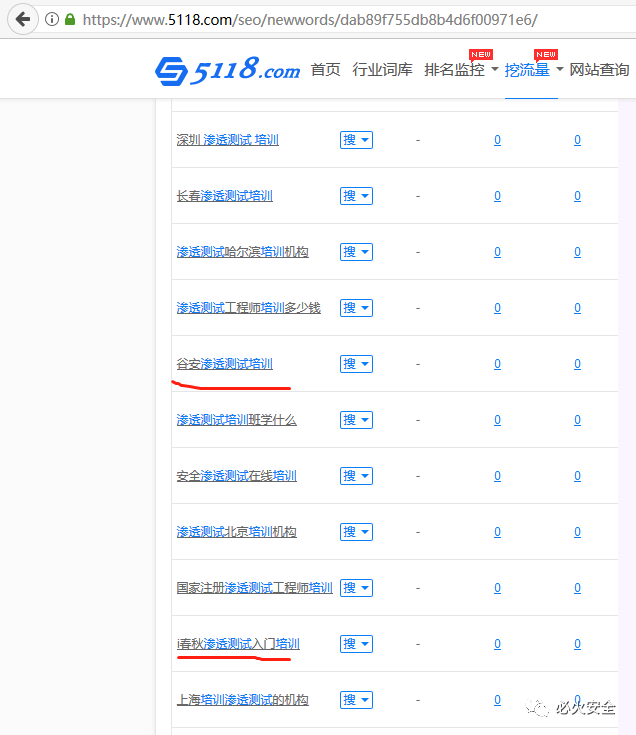 https://www.5118.com/seo/newwords/dab89f755db8b4d6f00971e6/
5118.com 首页 行业词库 排名监控 NEW 挖流量 NEW 网站查询
深圳 渗透测试 培训 搜 - 0 0
长春渗透测试培训 搜 - 0 0
渗透测试哈尔滨培训机构 搜 - 0 0
渗透测试工程师培训多少钱 搜 - 0 0
谷安渗透测试培训 搜 - 0 0
渗透测试培训班学什么 搜 - 0 0
安全渗透测试在线培训 搜 - 0 0
渗透测试北京培训机构 搜 - 0 0
国家注册渗透测试工程师培训 搜 - 0 0
i春秋渗透测试入门培训 搜 - 0 0
上海培训渗透测试的机构 搜 - 0 0
必火安全